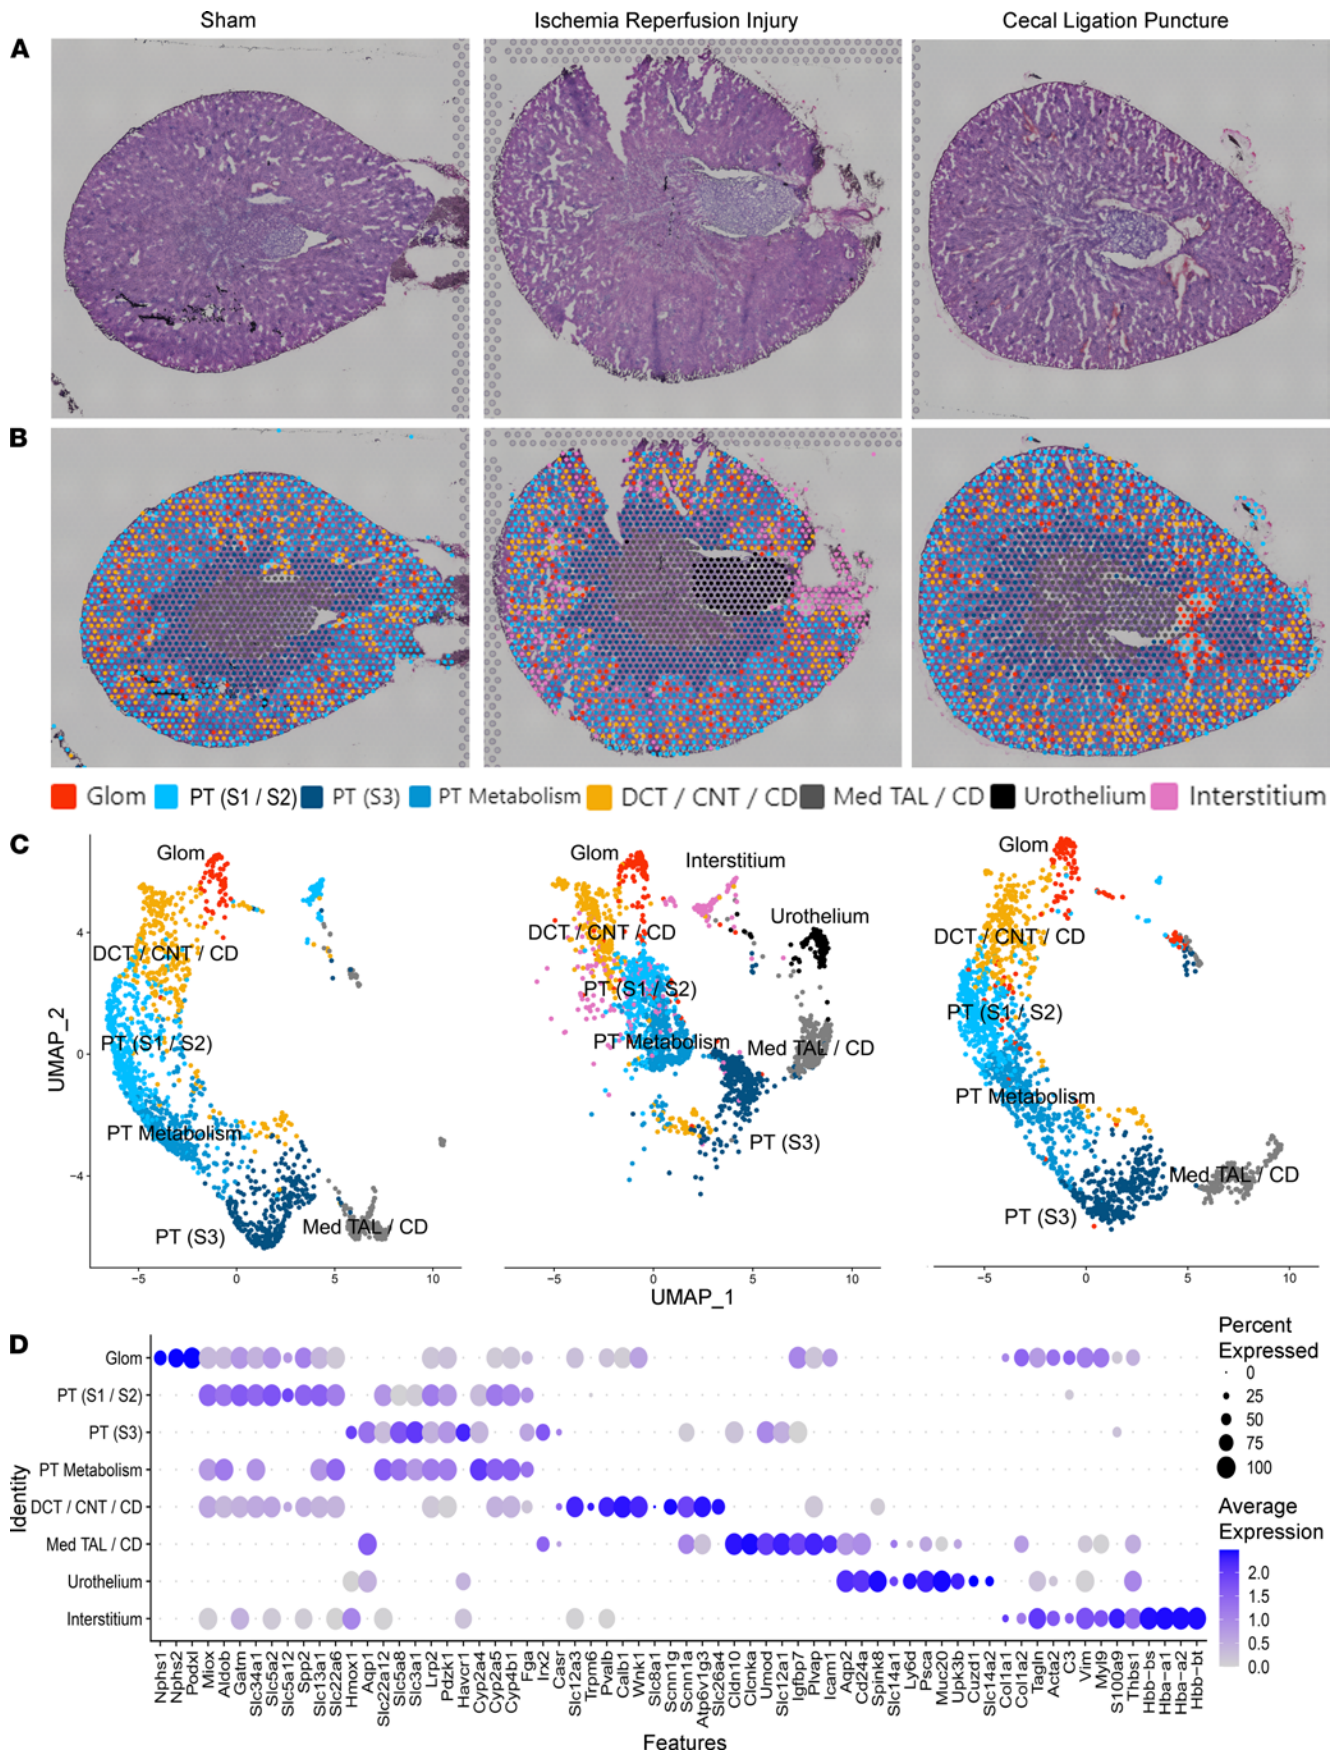 Sham
Ischemia Reperfusion Injury
Cecal Ligation Puncture
A
B
Glom
PT (S1 / S2)
PT (S3)
PT Metabolism
DCT / CNT / CD
Med TAL / CD
Urothelium
Interstitium
C
Glom
DCT / CNT / CD
PT (S1 / S2)
PT Metabolism
PT (S3)
Med TAL / CD
Glom
Interstitium
Urothelium
DCT / CNT / CD
PT (S1 / S2)
PT Metabolism
Med TAL / CD
PT (S3)
Glom
DCT / CNT / CD
PT (S1 / S2)
PT Metabolism
Med TAL / CD
PT (S3)
UMAP_2
4
0
−4
−5 0 5 10
−5 0 5 10
−5 0 5 10
UMAP_1
D
Identity
Glom
PT (S1 / S2)
PT (S3)
PT Metabolism
DCT / CNT / CD
Med TAL / CD
Urothelium
Interstitium
Nphs1
Nphs2
Podxl
Miox
Aldob
Gatm
Slc34a1
Slc5a2
Slc5a12
Spp2
Slc13a1
Slc22a6
Hmox1
Aqp1
Slc22a12
Slc5a8
Slc3a1
Lrp2
Pdzk1
Havcr1
Cyp2a4
Cyp2a5
Cyp4b1
Fga
Irx2
Casr
Slc12a3
Trpm6
Pvalb
Calb1
Wnk1
Slc8a1
Scnn1g
Scnn1a
Atp6v1g3
Slc26a4
Cldn10
Clcnka
Umod
Slc12a1
Igfbp7
Plvap
Icam1
Aqp2
Cd24a
Spink8
Slc14a1
Ly6d
Psca
Muc20
Upk3b
Cuzd1
Slc14a2
Col1a1
Col1a2
Tagln
Acta2
C3
Vim
Myl9
S100a9
Thbs1
Hbb-bs
Hba-a1
Hba-a2
Hbb-bt
Features
Percent
Expressed
0
25
50
75
100
Average
Expression
2.0
1.5
1.0
0.5
0.0